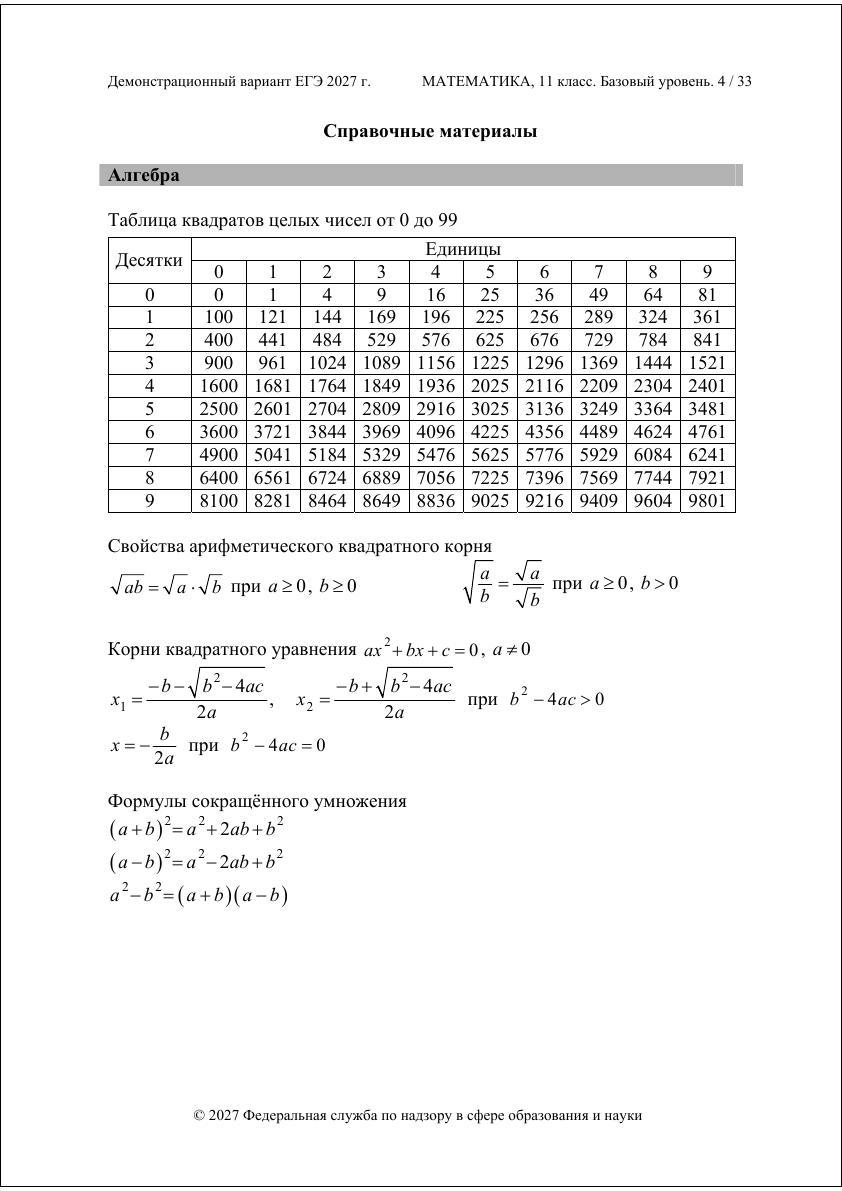 Демонстрационный вариант ЕГЭ 2027 г. МАТЕМАТИКА, 11 класс. Базовый уровень. 4 / 33
Справочные материалы
Алгебра
Таблица квадратов целых чисел от 0 до 99
Десятки Единицы
0 1 2 3 4 5 6 7 8 9
0 0 1 4 9 16 25 36 49 64 81
1 100 121 144 169 196 225 256 289 324 361
2 400 441 484 529 576 625 676 729 784 841
3 900 961 1024 1089 1156 1225 1296 1369 1444 1521
4 1600 1681 1764 1849 1936 2025 2116 2209 2304 2401
5 2500 2601 2704 2809 2916 3025 3136 3249 3364 3481
6 3600 3721 3844 3969 4096 4225 4356 4489 4624 4761
7 4900 5041 5184 5329 5476 5625 5776 5929 6084 6241
8 6400 6561 6724 6889 7056 7225 7396 7569 7744 7921
9 8100 8281 8464 8649 8836 9025 9216 9409 9604 9801
Свойства арифметического квадратного корня
√(ab) = √a · √b при a ≥ 0, b ≥ 0 √(a/b) = √a/√b при a ≥ 0, b > 0
Корни квадратного уравнения ax² + bx + c = 0, a ≠ 0
x₁ = (−b − √(b² − 4ac))/(2a), x₂ = (−b + √(b² − 4ac))/(2a) при b² − 4ac > 0
x = −b/(2a) при b² − 4ac = 0
Формулы сокращённого умножения
(a + b)² = a² + 2ab + b²
(a − b)² = a² − 2ab + b²
a² − b² = (a + b)(a − b)
© 2027 Федеральная служба по надзору в сфере образования и науки